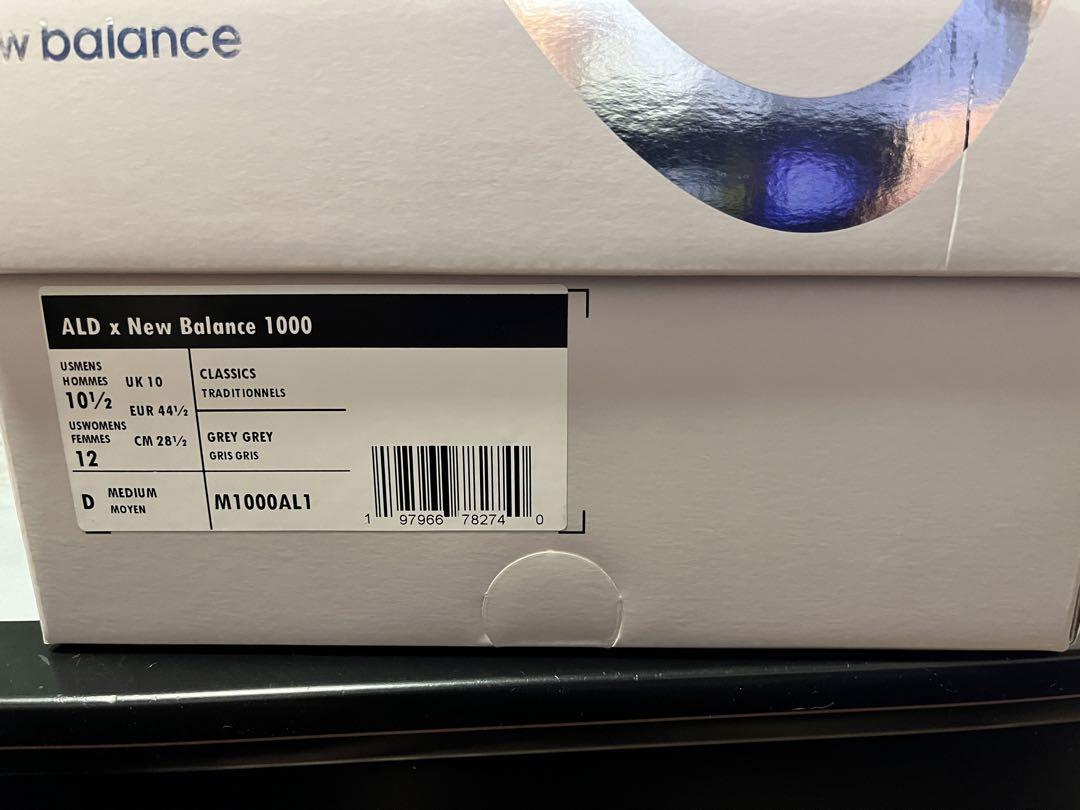 w balance
ALD x New Balance 1000
USMENS
HOMMES
10½
UK 10
EUR 44½
USWOMENS
FEMMES
12
CM 28½
CLASSICS
TRADITIONNELS
GREY GREY
GRIS GRIS
D
MEDIUM
MOYEN
M1000AL1
1 97966 78274 0